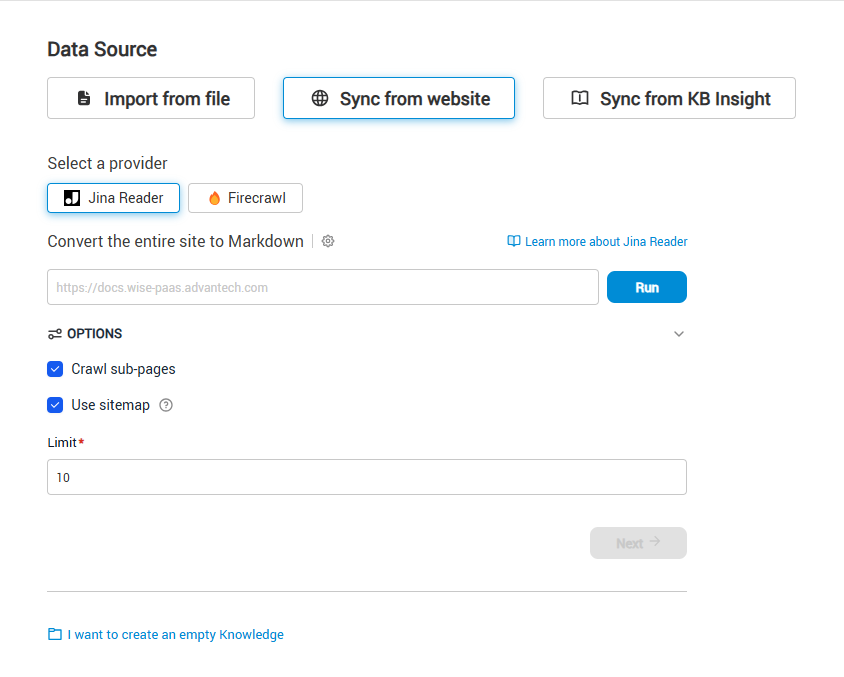 Data Source
Import from file
Sync from website
Sync from KB Insight
Select a provider
Jina Reader
Firecrawl
Convert the entire site to Markdown
Learn more about Jina Reader
https://docs.wise-paas.advantech.com
Run
OPTIONS
Crawl sub-pages
Use sitemap
Limit*
10
Next
I want to create an empty Knowledge